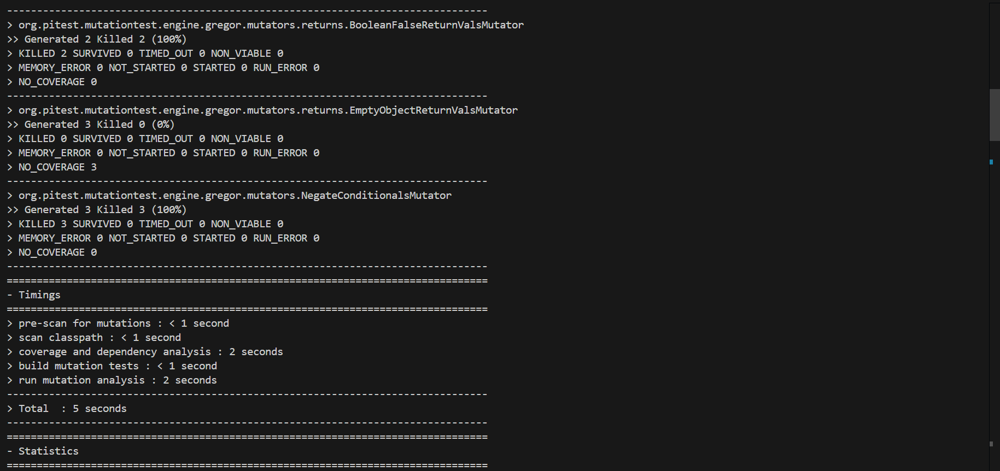 --------------------------------------------------------------------------------
> org.pitest.mutationtest.engine.gregor.mutators.returns.BooleanFalseReturnValsMutator
>> Generated 2 Killed 2 (100%)
> KILLED 2 SURVIVED 0 TIMED_OUT 0 NON_VIABLE 0
> MEMORY_ERROR 0 NOT_STARTED 0 STARTED 0 RUN_ERROR 0
> NO_COVERAGE 0
--------------------------------------------------------------------------------
> org.pitest.mutationtest.engine.gregor.mutators.returns.EmptyObjectReturnValsMutator
>> Generated 3 Killed 0 (0%)
> KILLED 0 SURVIVED 0 TIMED_OUT 0 NON_VIABLE 0
> MEMORY_ERROR 0 NOT_STARTED 0 STARTED 0 RUN_ERROR 0
> NO_COVERAGE 3
--------------------------------------------------------------------------------
> org.pitest.mutationtest.engine.gregor.mutators.NegateConditionalsMutator
>> Generated 3 Killed 3 (100%)
> KILLED 3 SURVIVED 0 TIMED_OUT 0 NON_VIABLE 0
> MEMORY_ERROR 0 NOT_STARTED 0 STARTED 0 RUN_ERROR 0
> NO_COVERAGE 0
--------------------------------------------------------------------------------
================================================================================
- Timings
================================================================================
> pre-scan for mutations : < 1 second
> scan classpath : < 1 second
> coverage and dependency analysis : 2 seconds
> build mutation tests : < 1 second
> run mutation analysis : 2 seconds
--------------------------------------------------------------------------------
> Total  : 5 seconds
--------------------------------------------------------------------------------
================================================================================
- Statistics
================================================================================